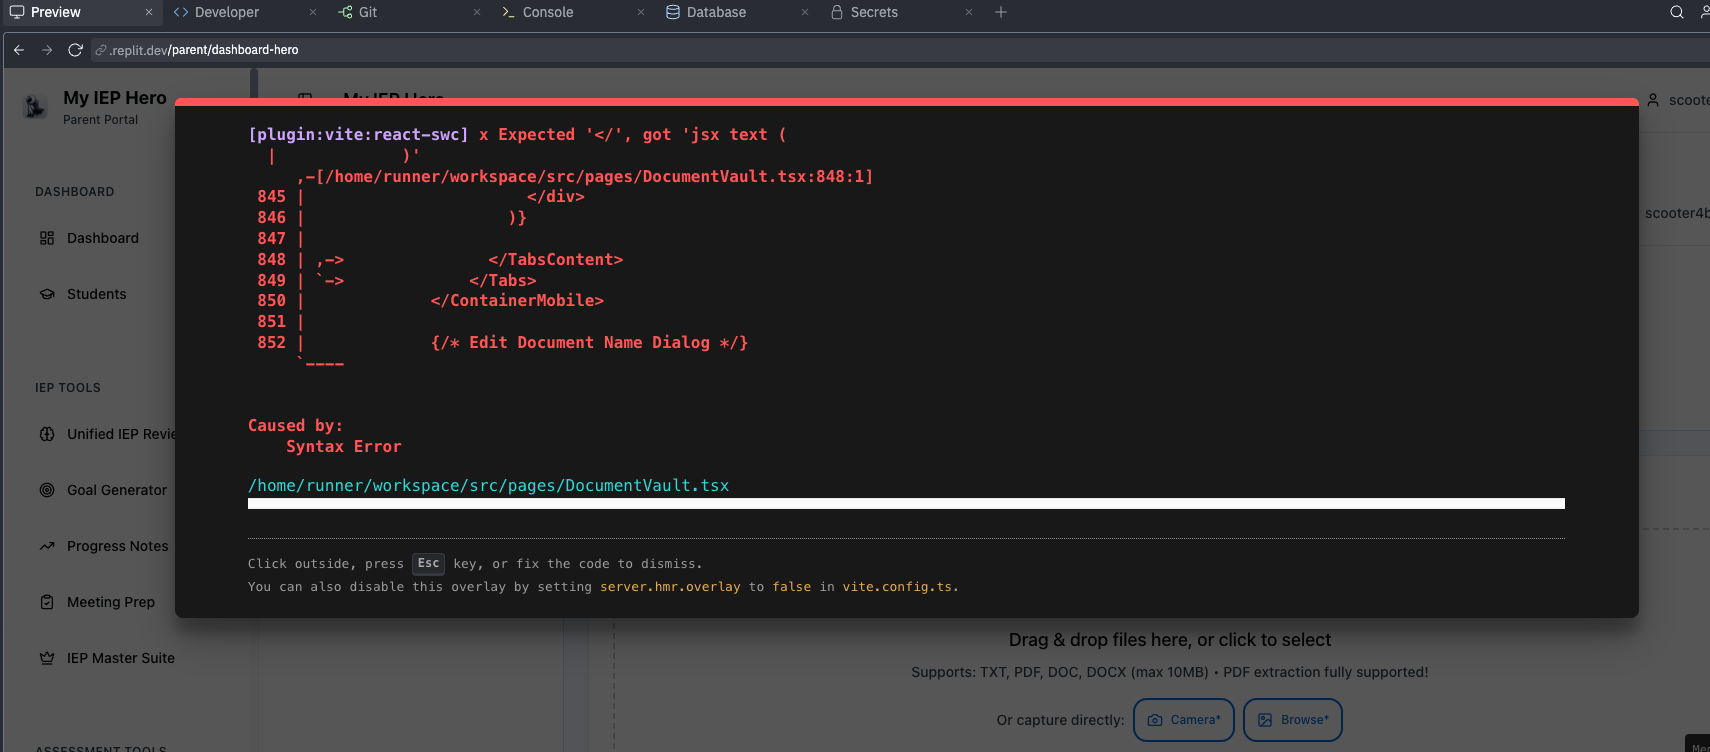 Preview × Developer × Git × Console × Database × Secrets × +
.replit.dev/parent/dashboard-hero
My IEP Hero
Parent Portal
My IEP Hero
DASHBOARD
Dashboard
Students
IEP TOOLS
Unified IEP Revie
Goal Generator
Progress Notes
Meeting Prep
IEP Master Suite
ASSESSMENT TOOLS
[plugin:vite:react-swc] x Expected '</', got 'jsx text (
  |             )'
     ,-[/home/runner/workspace/src/pages/DocumentVault.tsx:848:1]
 845 |                       </div>
 846 |                     )}
 847 |
 848 | ,->               </TabsContent>
 849 | `->             </Tabs>
 850 |             </ContainerMobile>
 851 |
 852 |             {/* Edit Document Name Dialog */}
     `----
Caused by:
    Syntax Error
/home/runner/workspace/src/pages/DocumentVault.tsx
Click outside, press Esc key, or fix the code to dismiss.
You can also disable this overlay by setting server.hmr.overlay to false in vite.config.ts.
scoote
scooter4b
Drag & drop files here, or click to select
Supports: TXT, PDF, DOC, DOCX (max 10MB) • PDF extraction fully supported!
Or capture directly: Camera* Browse*